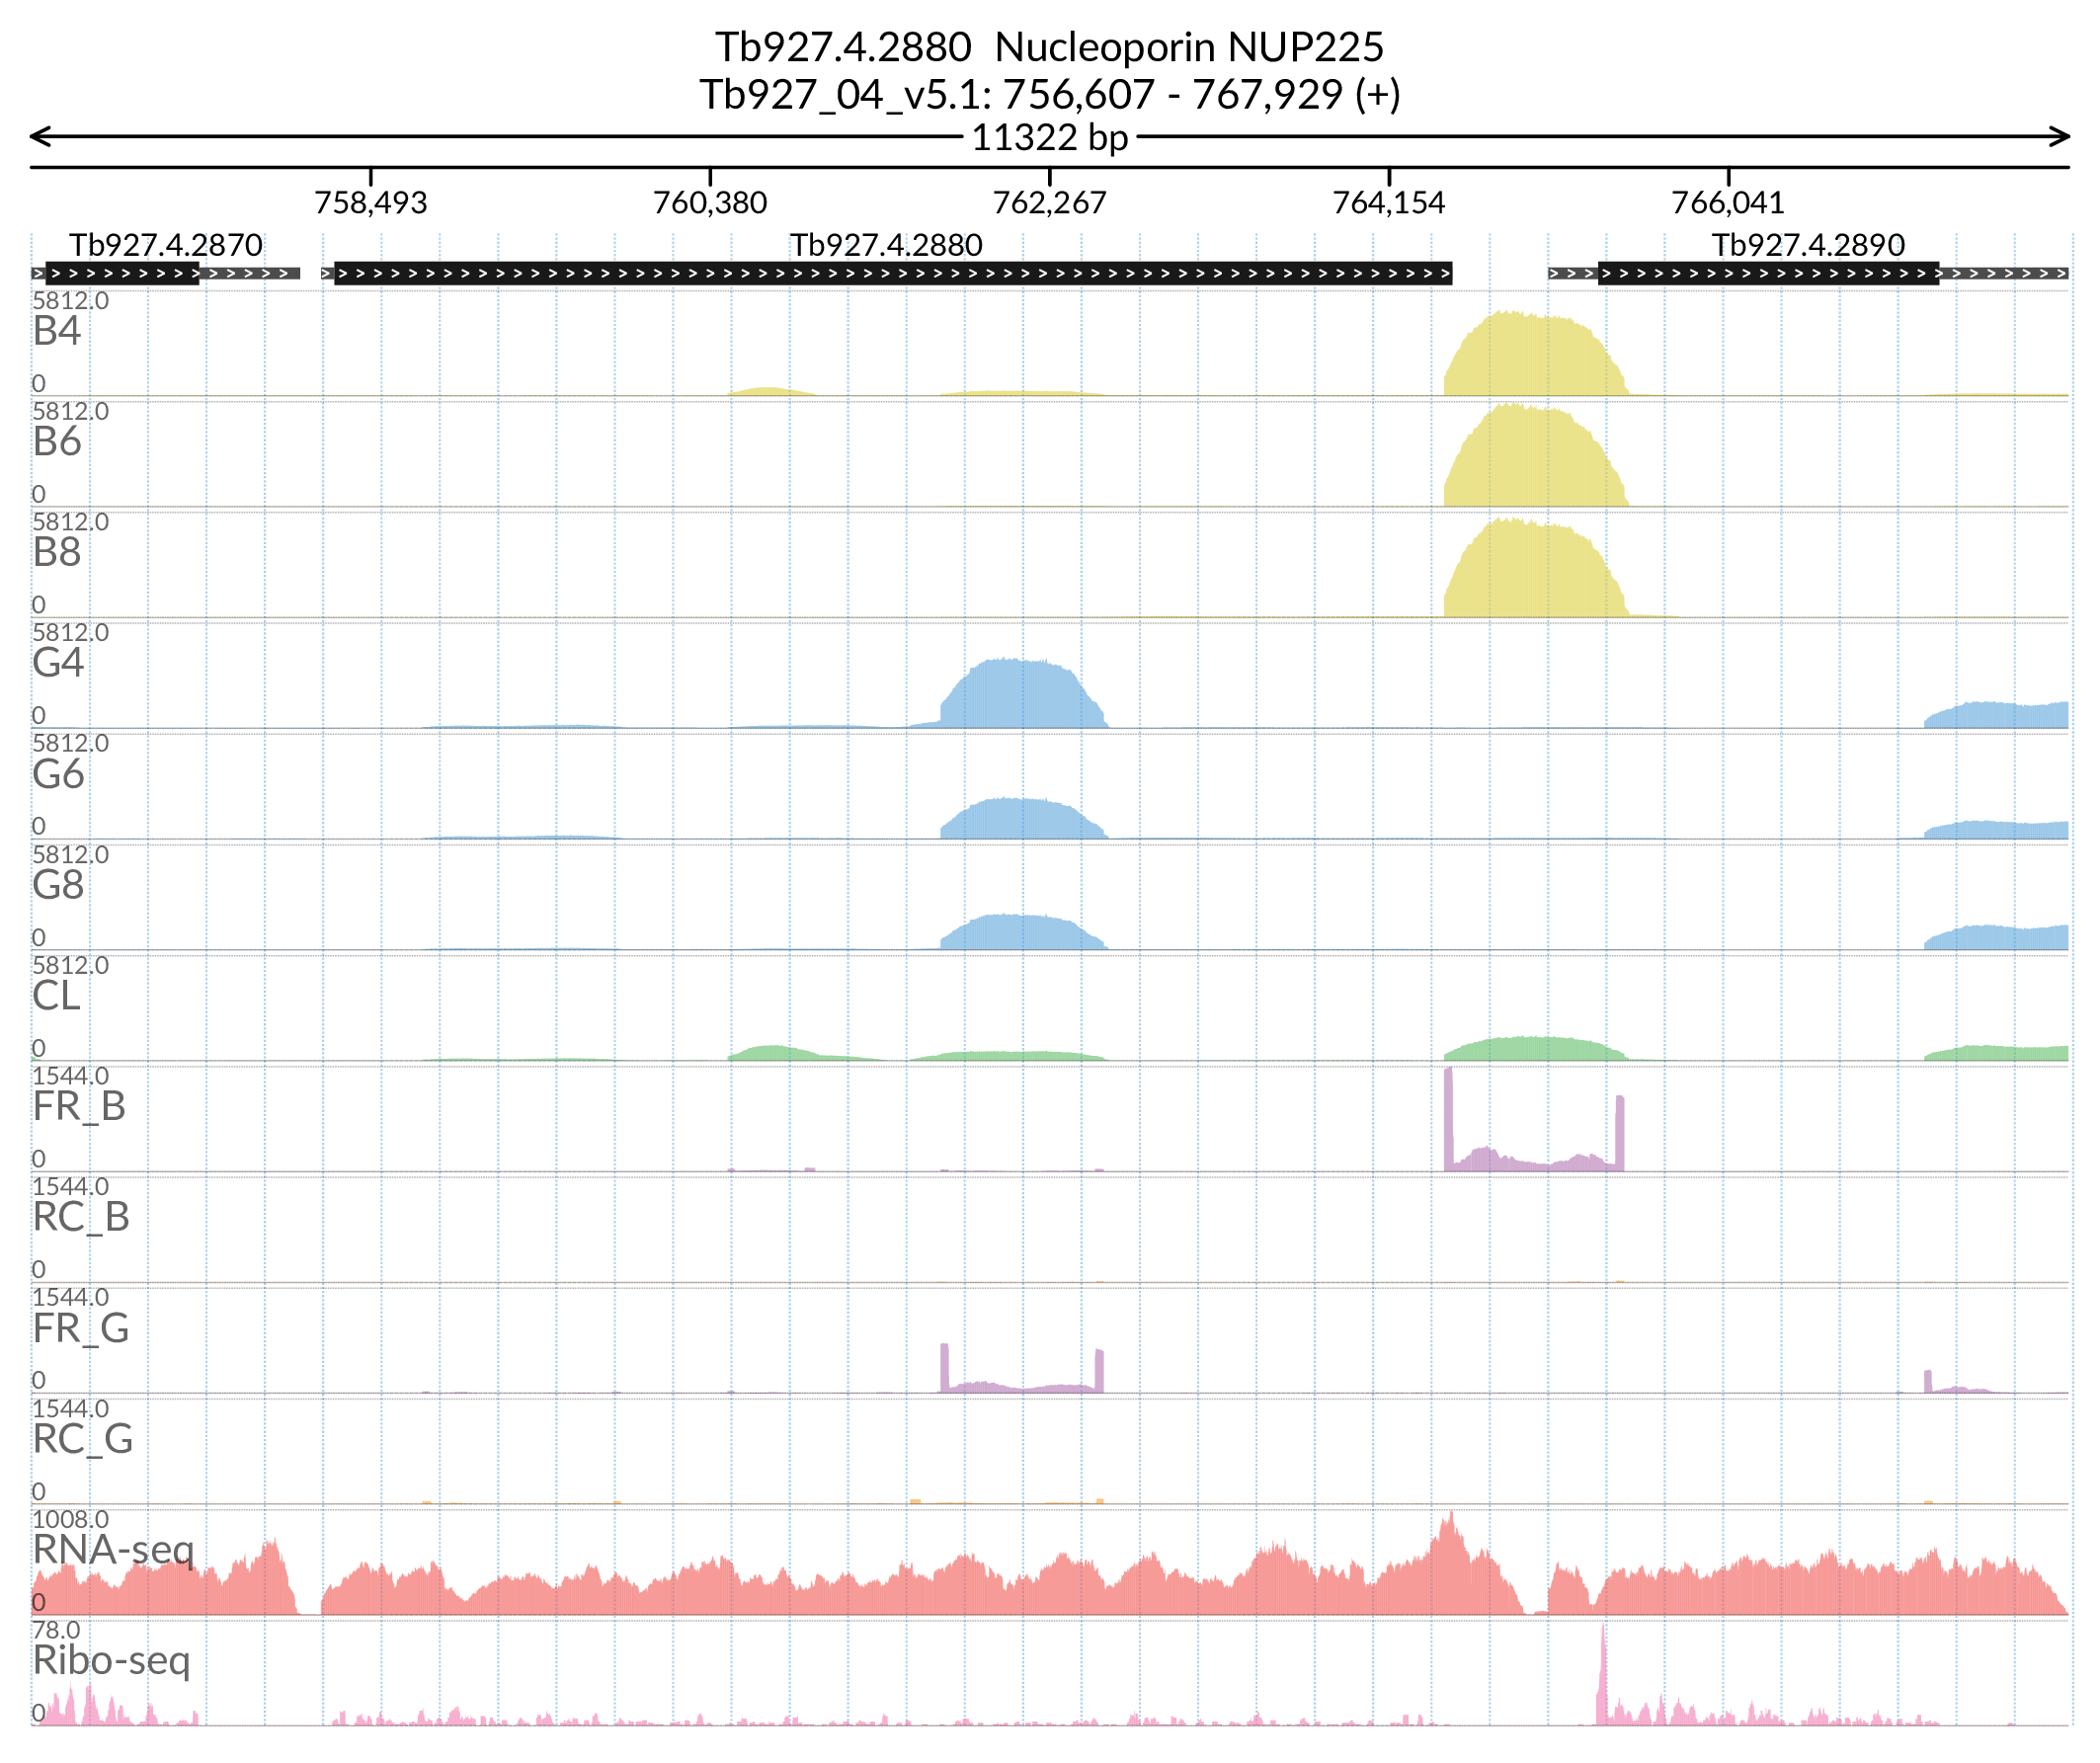 Tb927.4.2880  Nucleoporin NUP225
Tb927_04_v5.1: 756,607 - 767,929 (+)
11322 bp
758,493 760,380 762,267 764,154 766,041
Tb927.4.2870 Tb927.4.2880 Tb927.4.2890
5812.0
B4
0
5812.0
B6
0
5812.0
B8
0
5812.0
G4
0
5812.0
G6
0
5812.0
G8
0
5812.0
CL
0
1544.0
FR_B
0
1544.0
RC_B
0
1544.0
FR_G
0
1544.0
RC_G
0
1008.0
RNA-seq
0
78.0
Ribo-seq
0